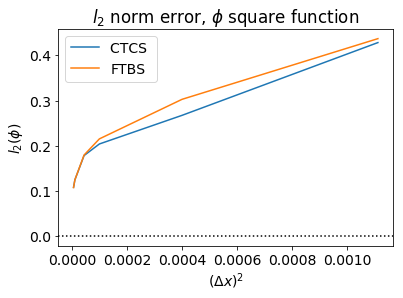 l₂ norm error, ϕ square function
CTCS
FTBS
l₂(ϕ)
0.4
0.3
0.2
0.1
0.0
0.0000 0.0002 0.0004 0.0006 0.0008 0.0010
(Δx)²